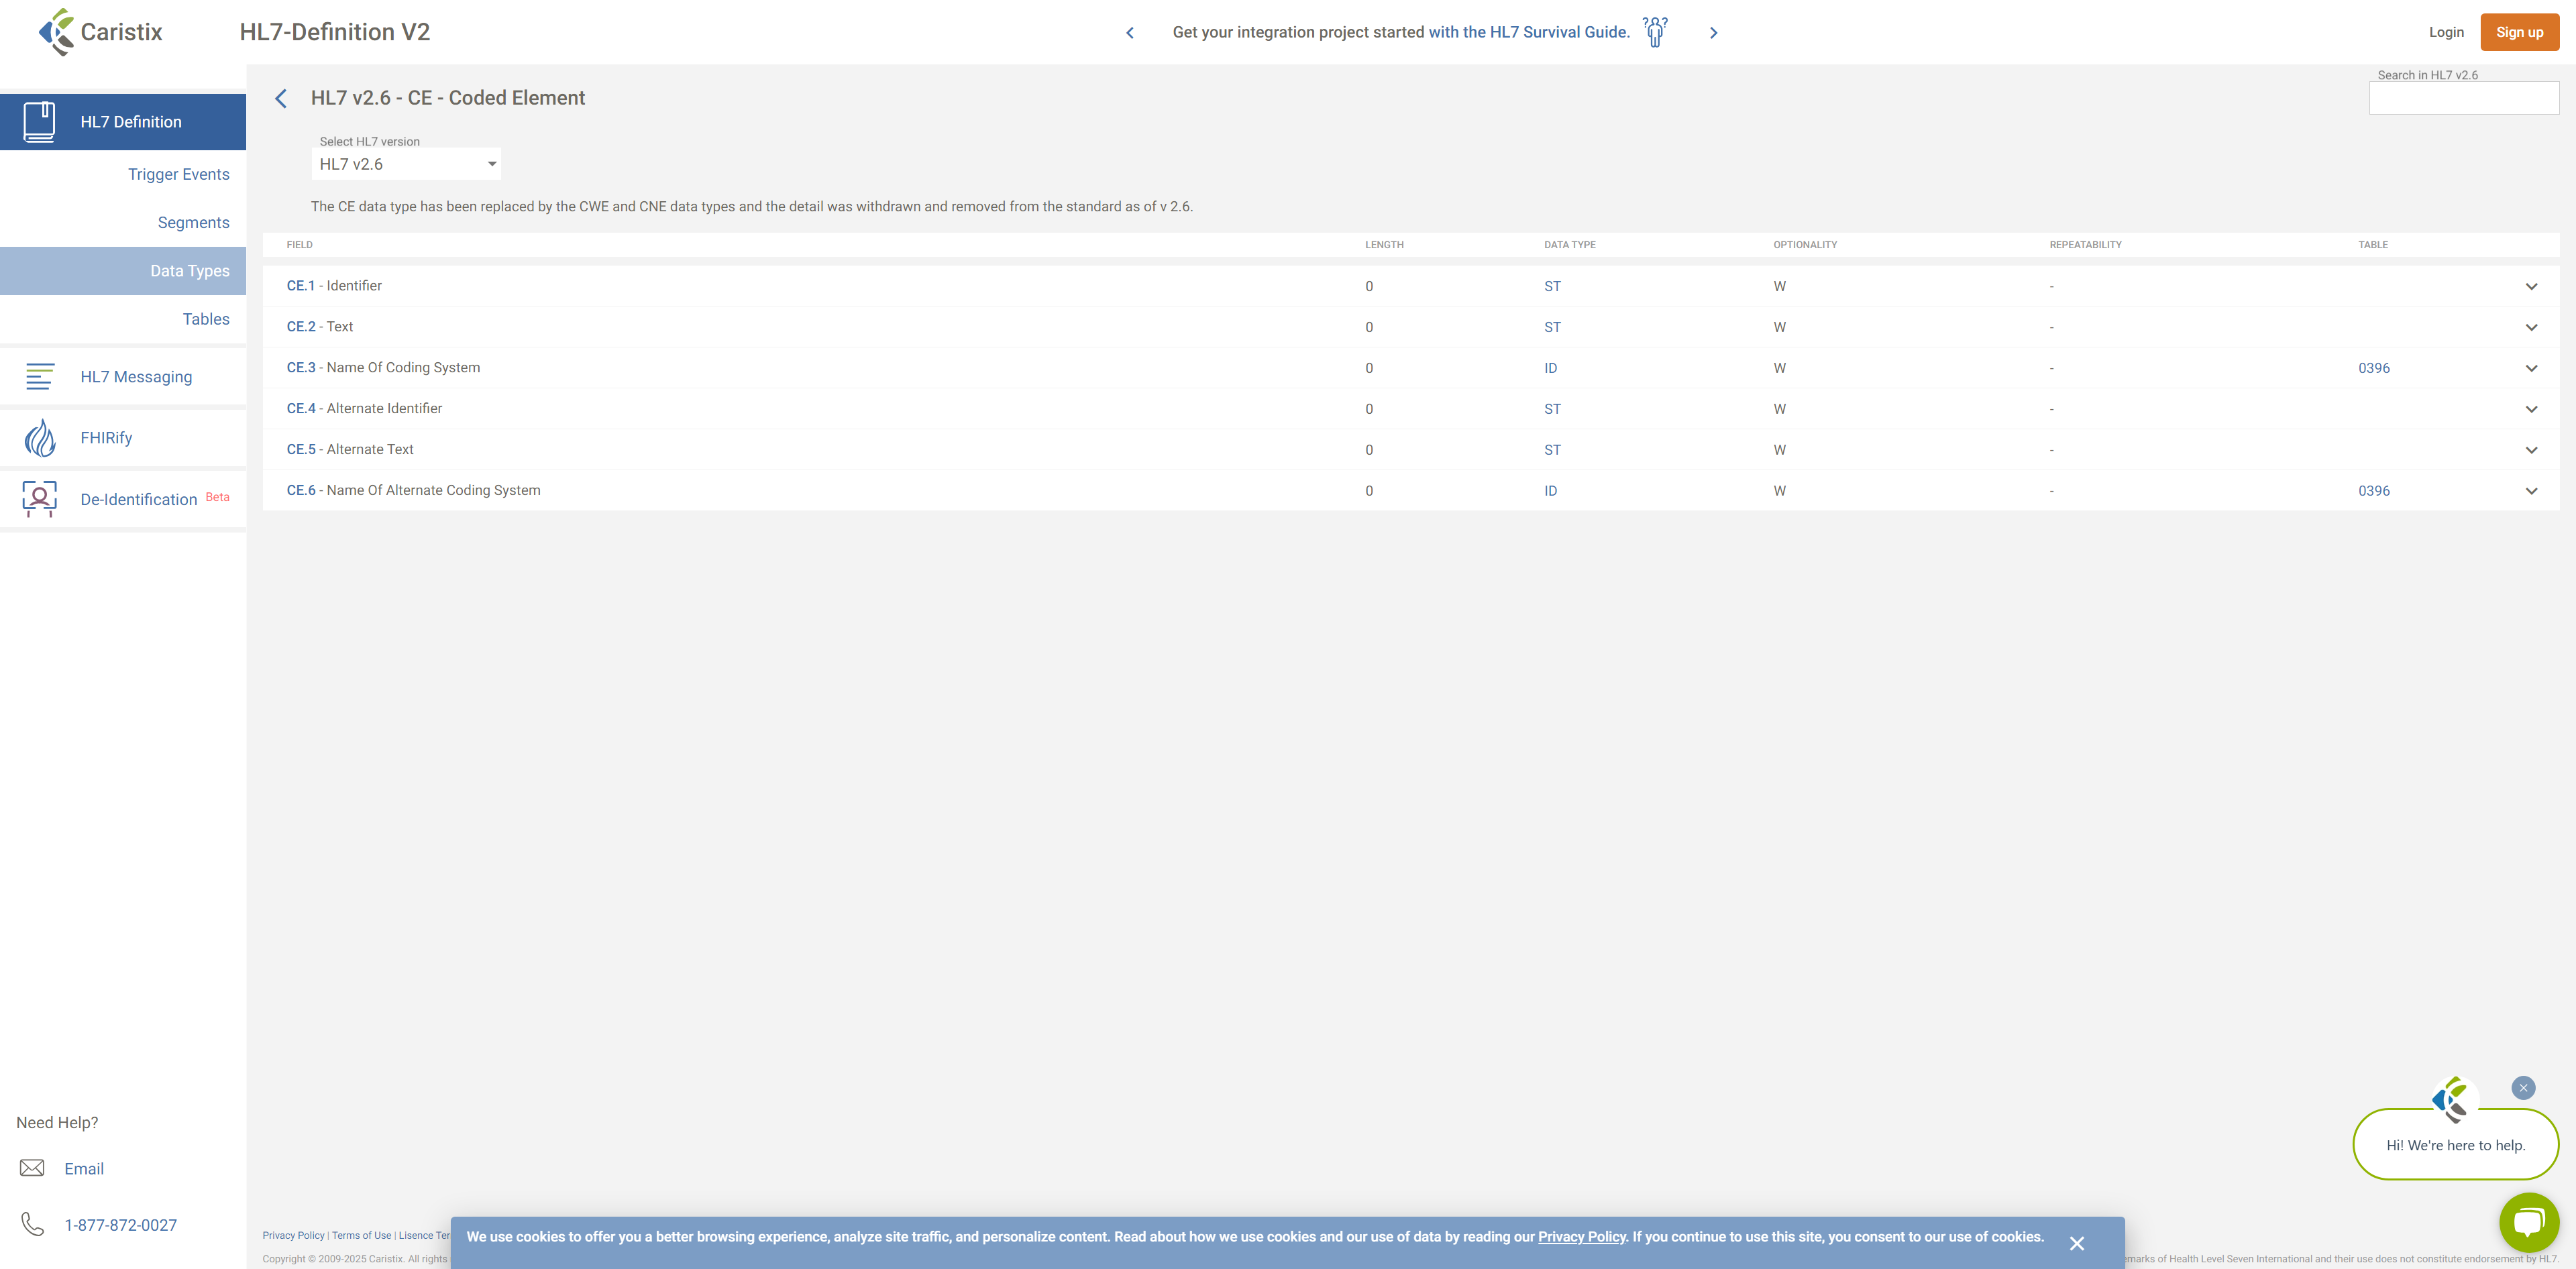 Caristix
HL7-Definition V2
Get your integration project started with the HL7 Survival Guide.
Login
Sign up
HL7 Definition
Trigger Events
Segments
Data Types
Tables
HL7 Messaging
FHIRify
De-Identification Beta
Need Help?
Email
1-877-872-0027
HL7 v2.6 - CE - Coded Element
Search in HL7 v2.6
Select HL7 version
HL7 v2.6
The CE data type has been replaced by the CWE and CNE data types and the detail was withdrawn and removed from the standard as of v 2.6.
FIELD LENGTH DATA TYPE OPTIONALITY REPEATABILITY TABLE
CE.1 - Identifier 0 ST W -
CE.2 - Text 0 ST W -
CE.3 - Name Of Coding System 0 ID W - 0396
CE.4 - Alternate Identifier 0 ST W -
CE.5 - Alternate Text 0 ST W -
CE.6 - Name Of Alternate Coding System 0 ID W - 0396
Hi! We're here to help.
Privacy Policy | Terms of Use | Lisence
We use cookies to offer you a better browsing experience, analyze site traffic, and personalize content. Read about how we use cookies and our use of data by reading our Privacy Policy. If you continue to use this site, you consent to our use of cookies.
Copyright © 2009-2025 Caristix. All rights
of Health Level Seven International and their use does not constitute endorsement by HL7.